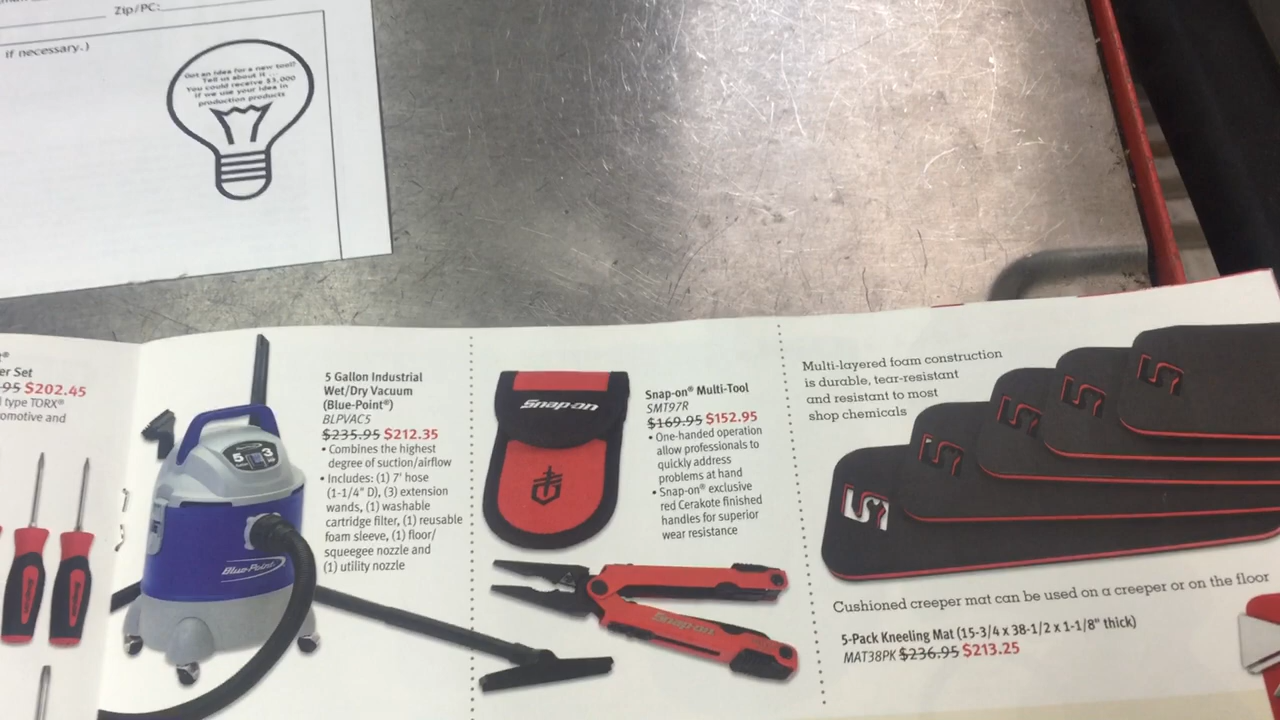 Zip/PC:
if necessary.)
Got an idea for a new tool?
Tell us about it ...
You could receive $5,000
if we use your idea in
production products
er Set
.95 $202.45
l type TORX®
omotive and
5 Gallon Industrial
Wet/Dry Vacuum
(Blue-Point®)
BLPVAC5
$235.95 $212.35
• Combines the highest
degree of suction/airflow
• Includes: (1) 7' hose
(1-1/4" D), (3) extension
wands, (1) washable
cartridge filter, (1) reusable
foam sleeve, (1) floor/
squeegee nozzle and
(1) utility nozzle
5
3
Blue-Point
Snap-on
Snap-on® Multi-Tool
SMT97R
$169.95 $152.95
• One-handed operation
allow professionals to
quickly address
problems at hand
• Snap-on® exclusive
red Cerakote finished
handles for superior
wear resistance
Snap-on
Multi-layered foam construction
is durable, tear-resistant
and resistant to most
shop chemicals
Cushioned creeper mat can be used on a creeper or on the floor
5-Pack Kneeling Mat (15-3/4 x 38-1/2 x 1-1/8" thick)
MAT38PK $236.95 $213.25